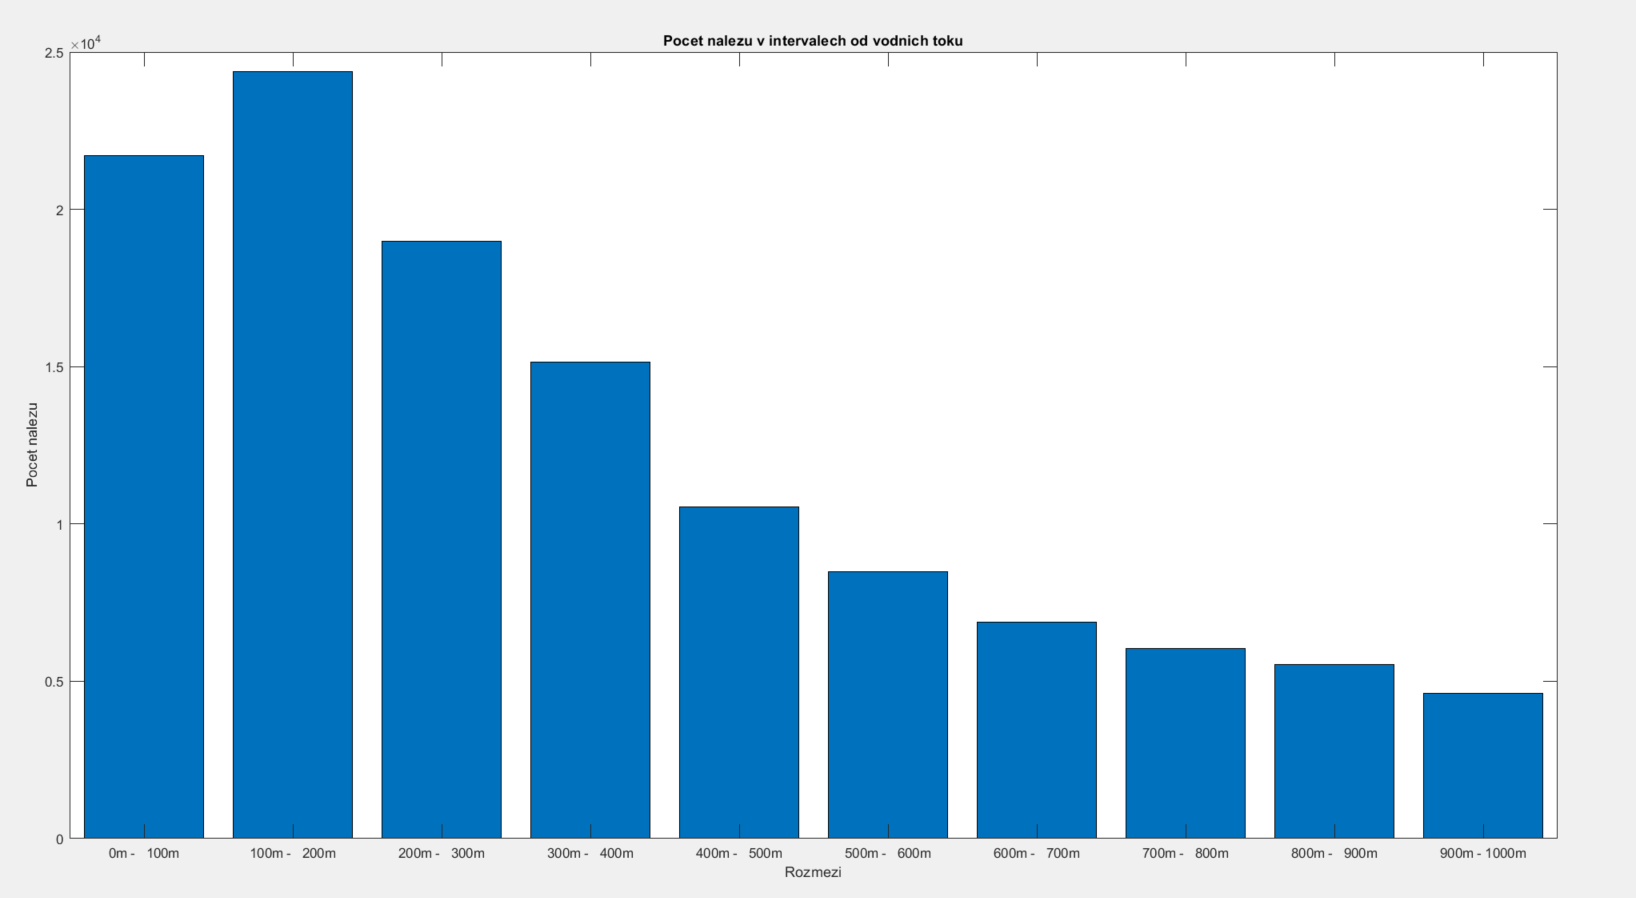 Pocet nalezu v intervalech od vodnich toku
×10⁴
2.5
2
1.5
1
0.5
0
Pocet nalezu
0m - 100m
100m - 200m
200m - 300m
300m - 400m
400m - 500m
500m - 600m
600m - 700m
700m - 800m
800m - 900m
900m - 1000m
Rozmezi